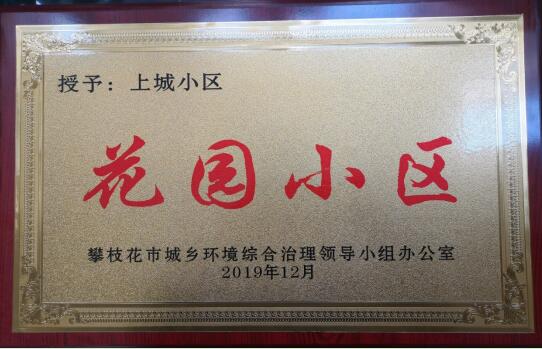 授予：上城小区
花园小区
攀枝花市城乡环境综合治理领导小组办公室
2019年12月